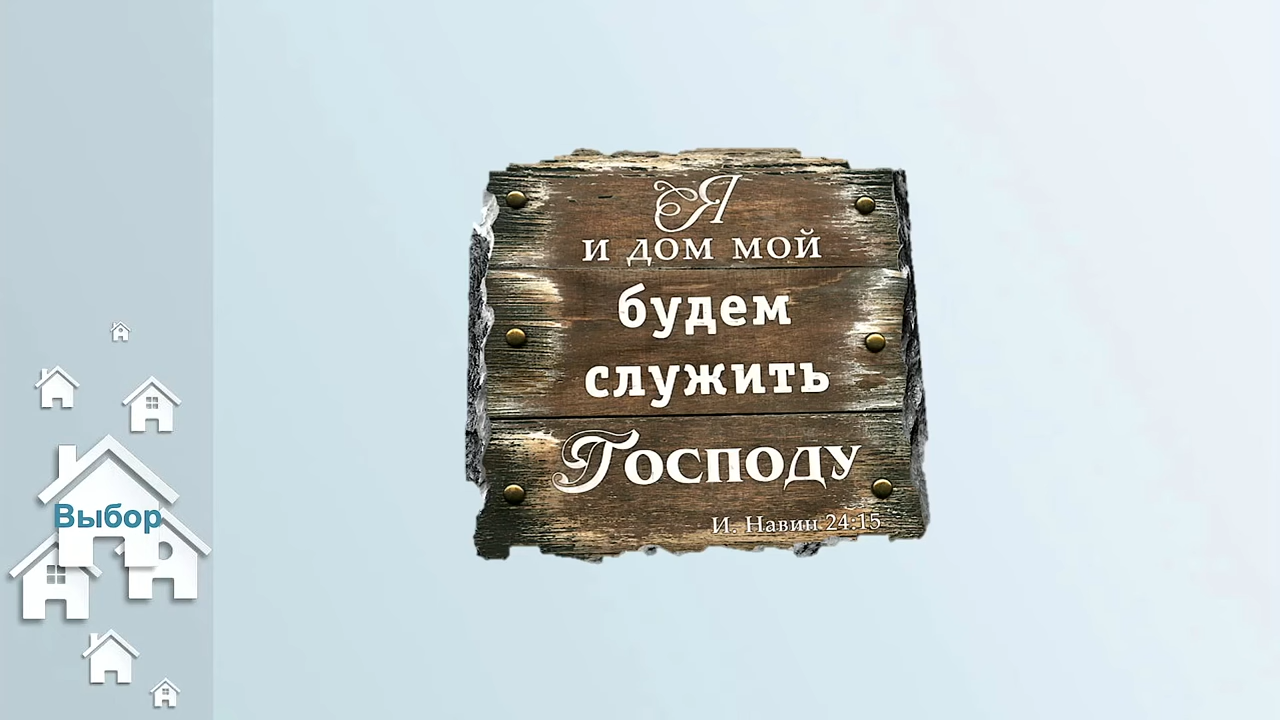 Я
и дом мой
будем
служить
Господу
И. Навин 24:15
Выбор